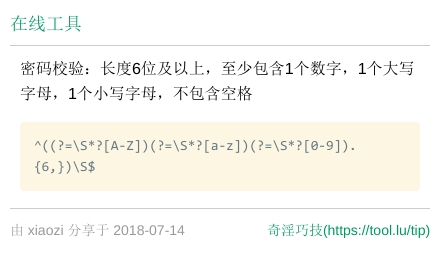 在线工具
密码校验：长度6位及以上，至少包含1个数字，1个大写
字母，1个小写字母，不包含空格
^((?=\S*?[A-Z])(?=\S*?[a-z])(?=\S*?[0-9]).
{6,})\S$
由 xiaozi 分享于 2018-07-14 奇淫巧技(https://tool.lu/tip)